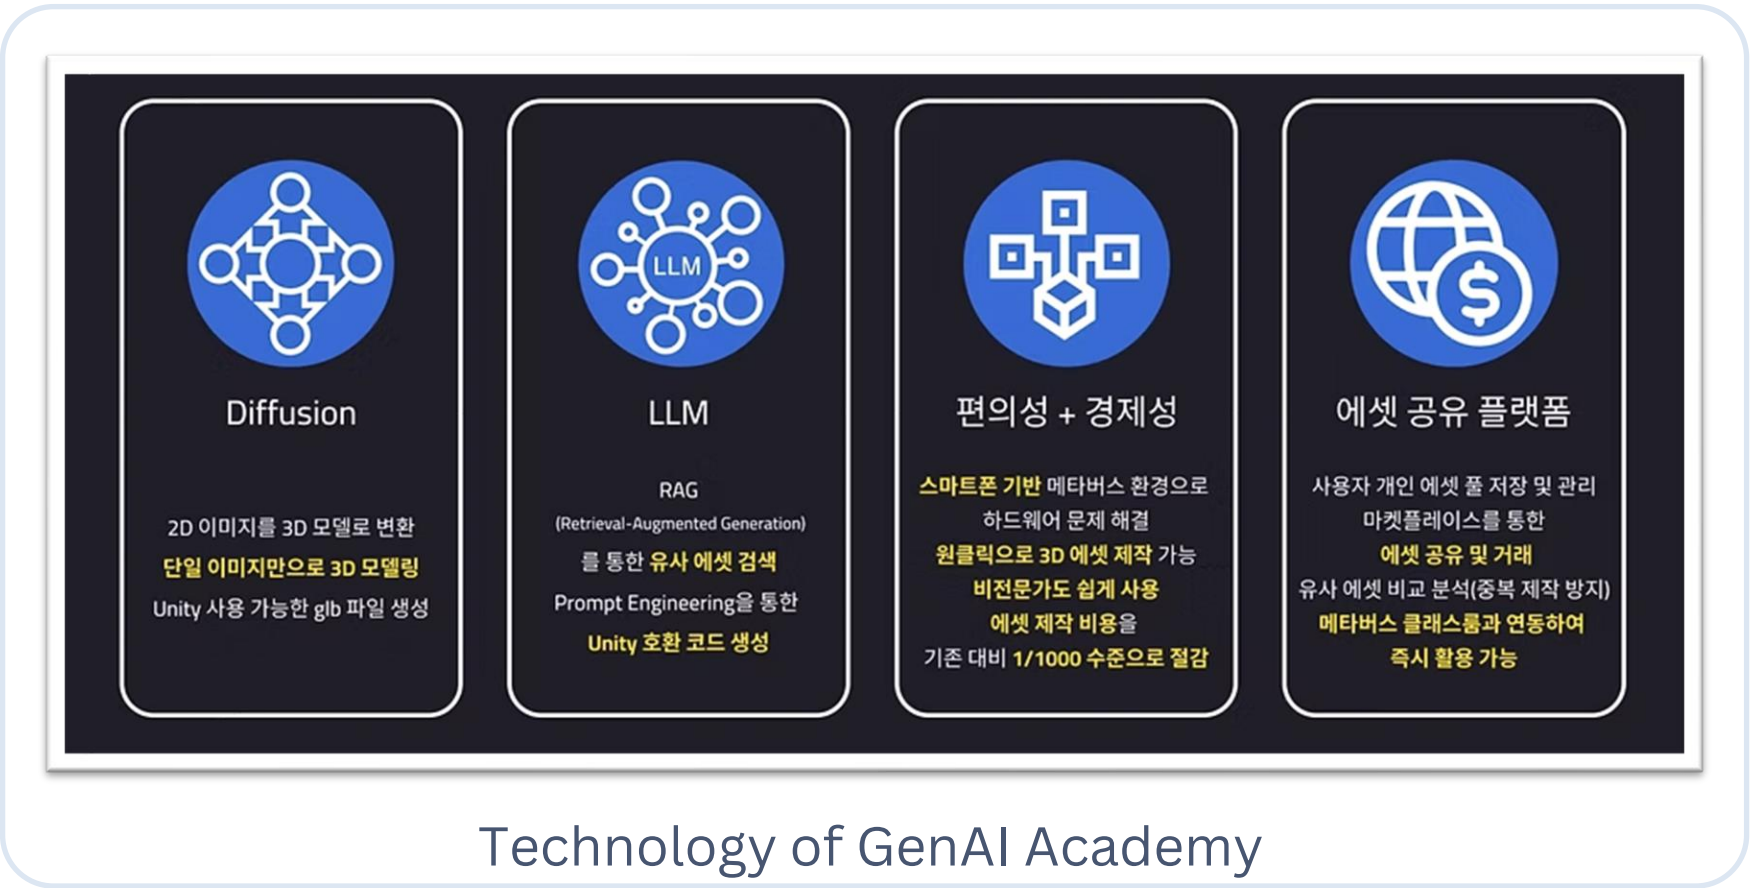 Diffusion
2D 이미지를 3D 모델로 변환
단일 이미지만으로 3D 모델링
Unity 사용 가능한 glb 파일 생성
LLM
LLM
RAG
(Retrieval-Augmented Generation)
를 통한 유사 에셋 검색
Prompt Engineering을 통한
Unity 호환 코드 생성
편의성 + 경제성
스마트폰 기반 메타버스 환경으로
하드웨어 문제 해결
원클릭으로 3D 에셋 제작 가능
비전문가도 쉽게 사용
에셋 제작 비용을
기존 대비 1/1000 수준으로 절감
$
에셋 공유 플랫폼
사용자 개인 에셋 풀 저장 및 관리
마켓플레이스를 통한
에셋 공유 및 거래
유사 에셋 비교 분석(중복 제작 방지)
메타버스 클래스룸과 연동하여
즉시 활용 가능
Technology of GenAI Academy